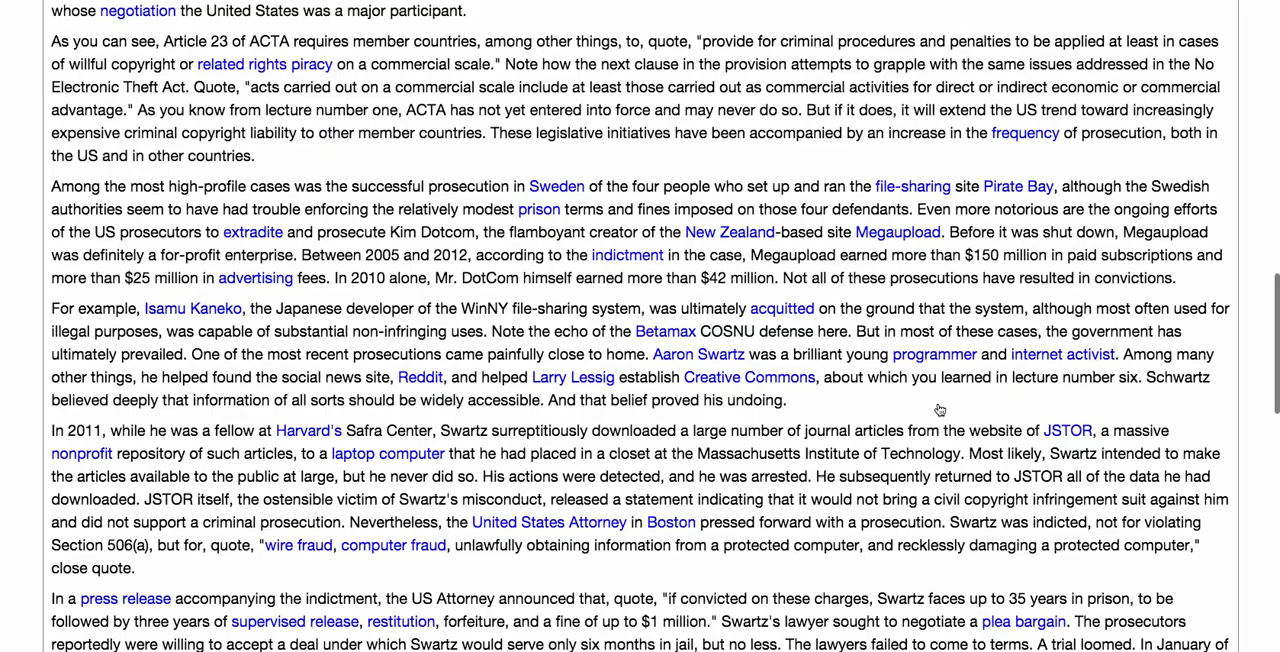 whose negotiation the United States was a major participant.
As you can see, Article 23 of ACTA requires member countries, among other things, to, quote, "provide for criminal procedures and penalties to be applied at least in cases
of willful copyright or related rights piracy on a commercial scale." Note how the next clause in the provision attempts to grapple with the same issues addressed in the No
Electronic Theft Act. Quote, "acts carried out on a commercial scale include at least those carried out as commercial activities for direct or indirect economic or commercial
advantage." As you know from lecture number one, ACTA has not yet entered into force and may never do so. But if it does, it will extend the US trend toward increasingly
expensive criminal copyright liability to other member countries. These legislative initiatives have been accompanied by an increase in the frequency of prosecution, both in
the US and in other countries.
Among the most high-profile cases was the successful prosecution in Sweden of the four people who set up and ran the file-sharing site Pirate Bay, although the Swedish
authorities seem to have had trouble enforcing the relatively modest prison terms and fines imposed on those four defendants. Even more notorious are the ongoing efforts
of the US prosecutors to extradite and prosecute Kim Dotcom, the flamboyant creator of the New Zealand-based site Megaupload. Before it was shut down, Megaupload
was definitely a for-profit enterprise. Between 2005 and 2012, according to the indictment in the case, Megaupload earned more than $150 million in paid subscriptions and
more than $25 million in advertising fees. In 2010 alone, Mr. DotCom himself earned more than $42 million. Not all of these prosecutions have resulted in convictions.
For example, Isamu Kaneko, the Japanese developer of the WinNY file-sharing system, was ultimately acquitted on the ground that the system, although most often used for
illegal purposes, was capable of substantial non-infringing uses. Note the echo of the Betamax COSNU defense here. But in most of these cases, the government has
ultimately prevailed. One of the most recent prosecutions came painfully close to home. Aaron Swartz was a brilliant young programmer and internet activist. Among many
other things, he helped found the social news site, Reddit, and helped Larry Lessig establish Creative Commons, about which you learned in lecture number six. Schwartz
believed deeply that information of all sorts should be widely accessible. And that belief proved his undoing.
In 2011, while he was a fellow at Harvard's Safra Center, Swartz surreptitiously downloaded a large number of journal articles from the website of JSTOR, a massive
nonprofit repository of such articles, to a laptop computer that he had placed in a closet at the Massachusetts Institute of Technology. Most likely, Swartz intended to make
the articles available to the public at large, but he never did so. His actions were detected, and he was arrested. He subsequently returned to JSTOR all of the data he had
downloaded. JSTOR itself, the ostensible victim of Swartz's misconduct, released a statement indicating that it would not bring a civil copyright infringement suit against him
and did not support a criminal prosecution. Nevertheless, the United States Attorney in Boston pressed forward with a prosecution. Swartz was indicted, not for violating
Section 506(a), but for, quote, "wire fraud, computer fraud, unlawfully obtaining information from a protected computer, and recklessly damaging a protected computer,"
close quote.
In a press release accompanying the indictment, the US Attorney announced that, quote, "if convicted on these charges, Swartz faces up to 35 years in prison, to be
followed by three years of supervised release, restitution, forfeiture, and a fine of up to $1 million." Swartz's lawyer sought to negotiate a plea bargain. The prosecutors
reportedly were willing to accept a deal under which Swartz would serve only six months in jail, but no less. The lawyers failed to come to terms. A trial loomed. In January of